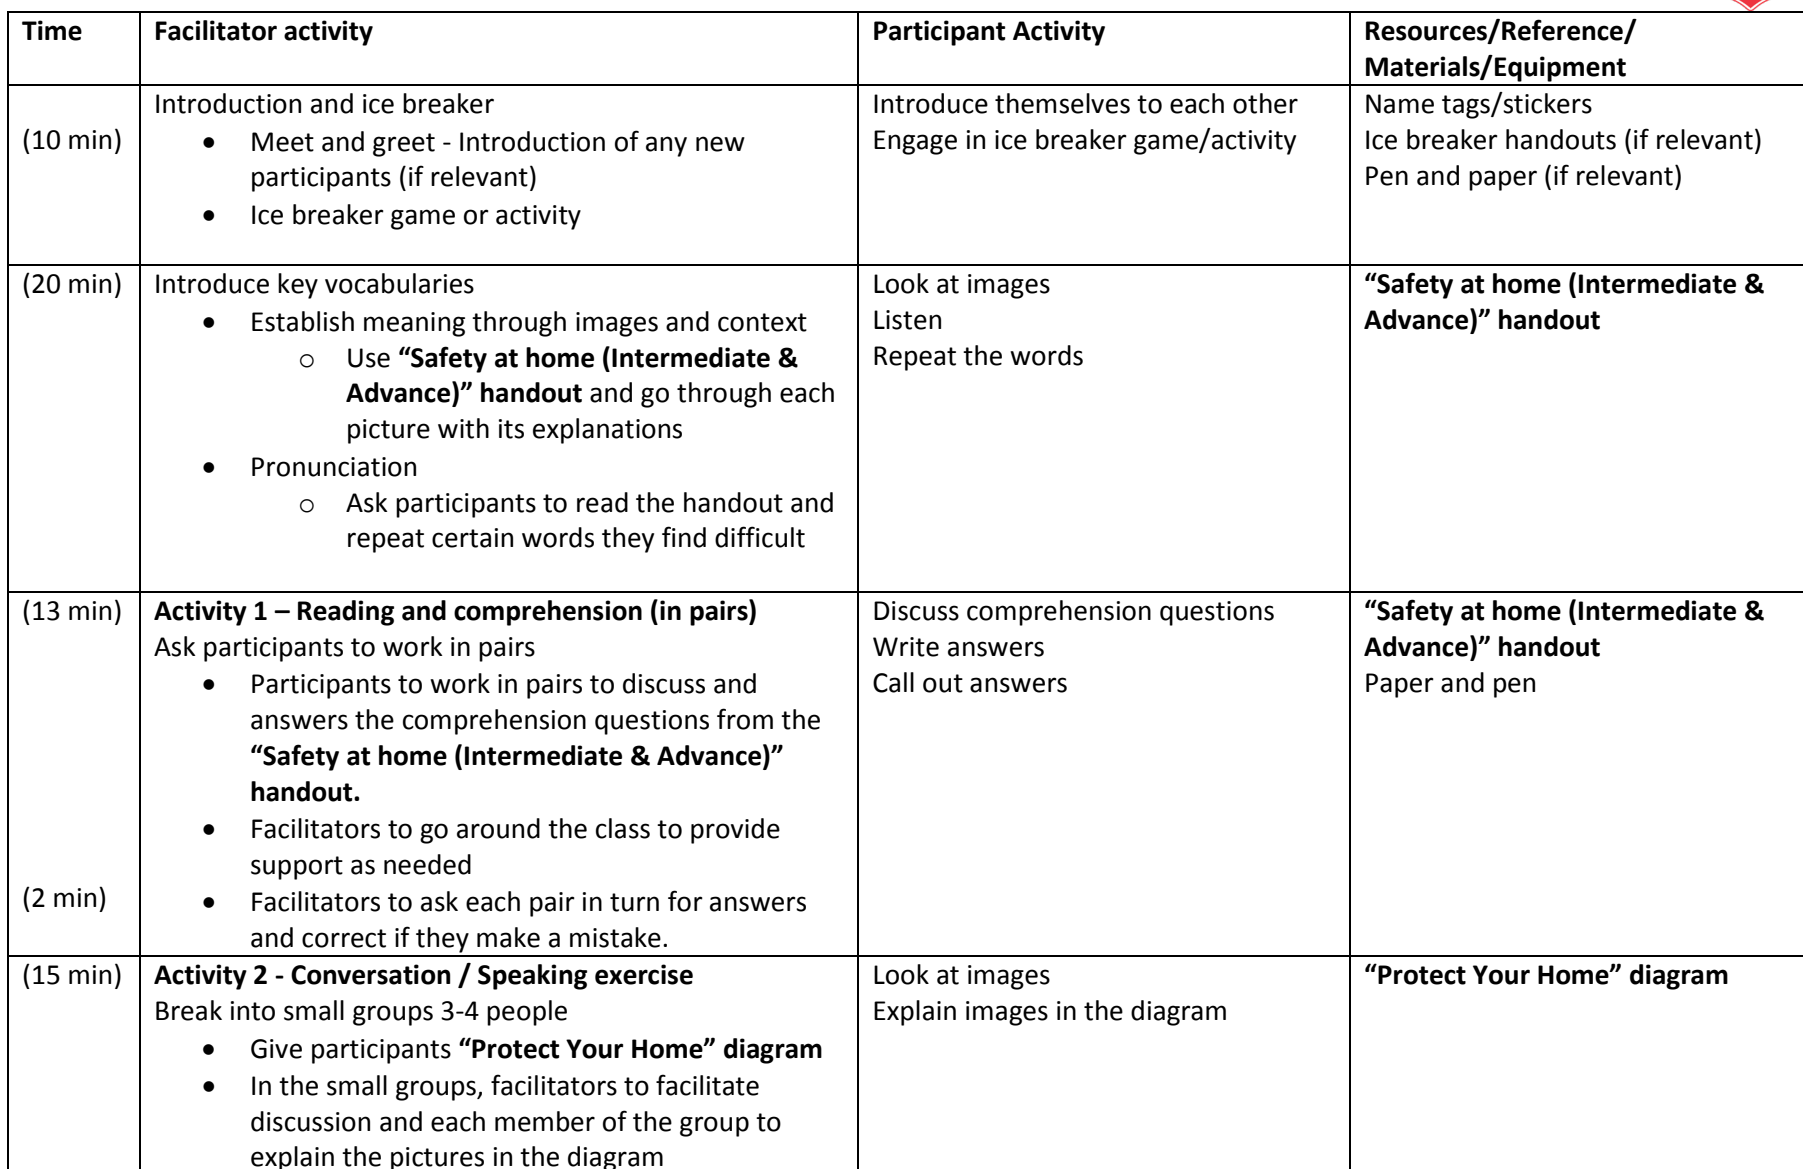 Time
Facilitator activity
Participant Activity
Resources/Reference/
Materials/Equipment
(10 min)
Introduction and ice breaker
• Meet and greet - Introduction of any new
participants (if relevant)
• Ice breaker game or activity
Introduce themselves to each other
Engage in ice breaker game/activity
Name tags/stickers
Ice breaker handouts (if relevant)
Pen and paper (if relevant)
(20 min)
Introduce key vocabularies
• Establish meaning through images and context
o Use “Safety at home (Intermediate &
Advance)” handout and go through each
picture with its explanations
• Pronunciation
o Ask participants to read the handout and
repeat certain words they find difficult
Look at images
Listen
Repeat the words
“Safety at home (Intermediate &
Advance)” handout
(13 min)
Activity 1 – Reading and comprehension (in pairs)
Ask participants to work in pairs
• Participants to work in pairs to discuss and
answers the comprehension questions from the
“Safety at home (Intermediate & Advance)”
handout.
• Facilitators to go around the class to provide
support as needed
(2 min)
• Facilitators to ask each pair in turn for answers
and correct if they make a mistake.
Discuss comprehension questions
Write answers
Call out answers
“Safety at home (Intermediate &
Advance)” handout
Paper and pen
(15 min)
Activity 2 - Conversation / Speaking exercise
Break into small groups 3-4 people
• Give participants “Protect Your Home” diagram
• In the small groups, facilitators to facilitate
discussion and each member of the group to
explain the pictures in the diagram
Look at images
Explain images in the diagram
“Protect Your Home” diagram